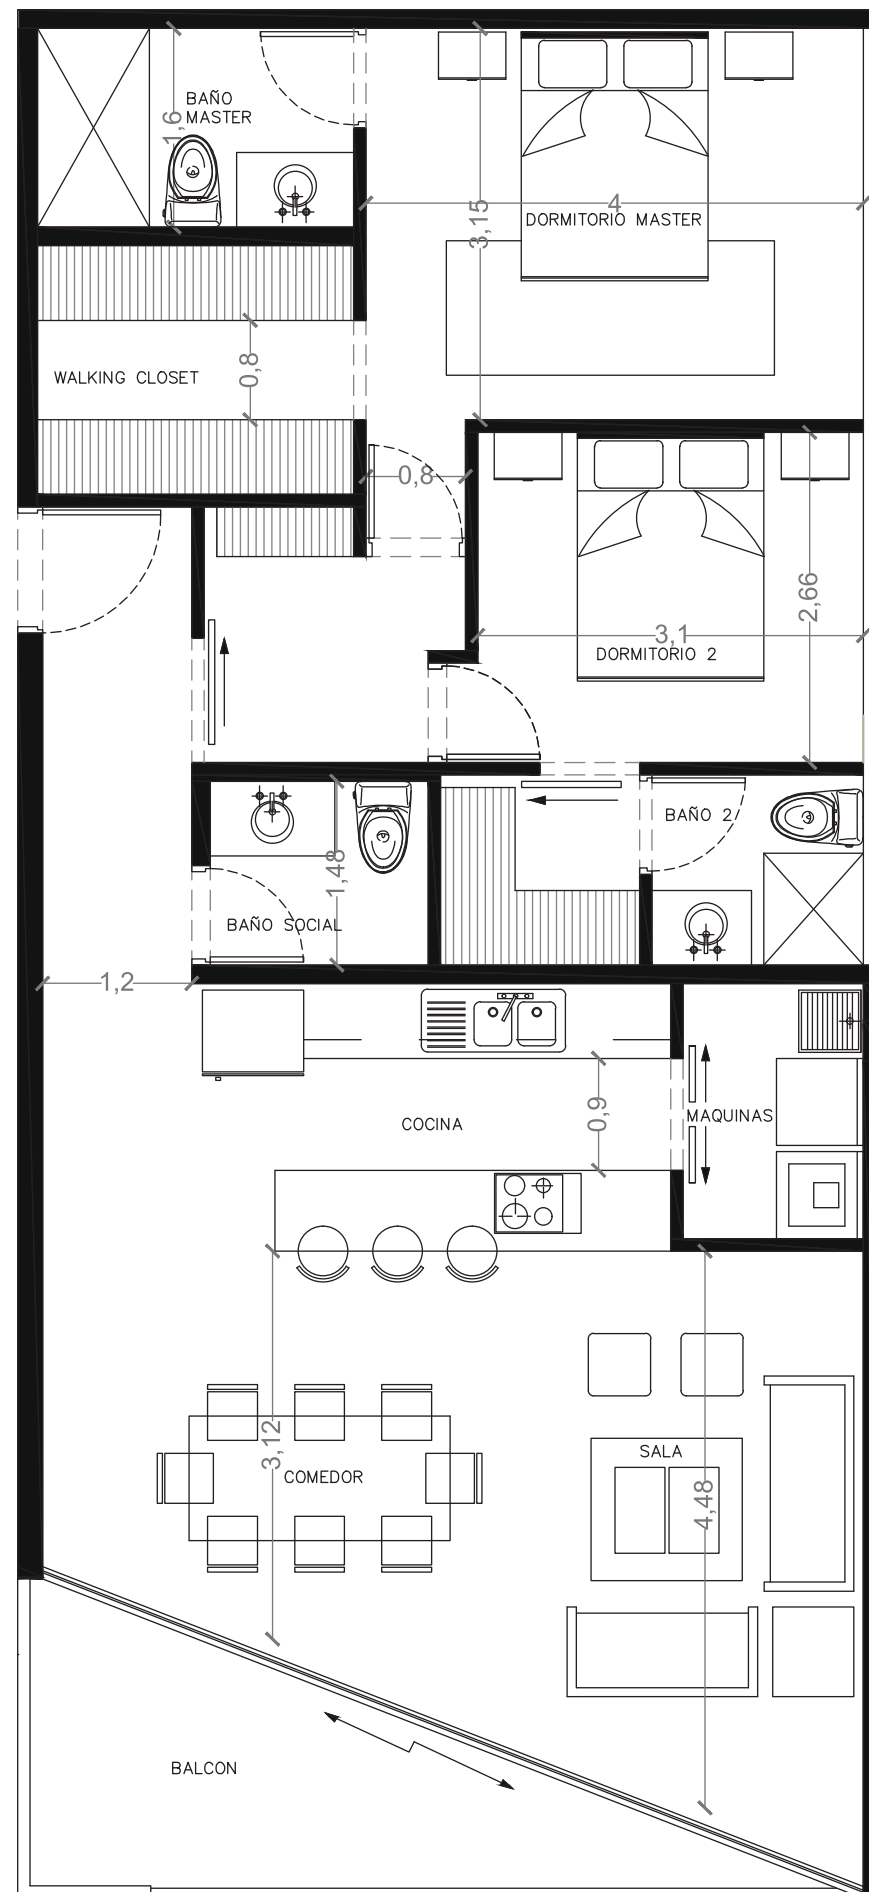 BAÑO
MASTER
1,6
4
3,15
DORMITORIO MASTER
0,8
WALKING CLOSET
0,8
2,66
3,1
DORMITORIO 2
BAÑO 2
1,48
BAÑO SOCIAL
1,2
COCINA
0,9
MAQUINAS
3,12
COMEDOR
SALA
4,48
BALCON